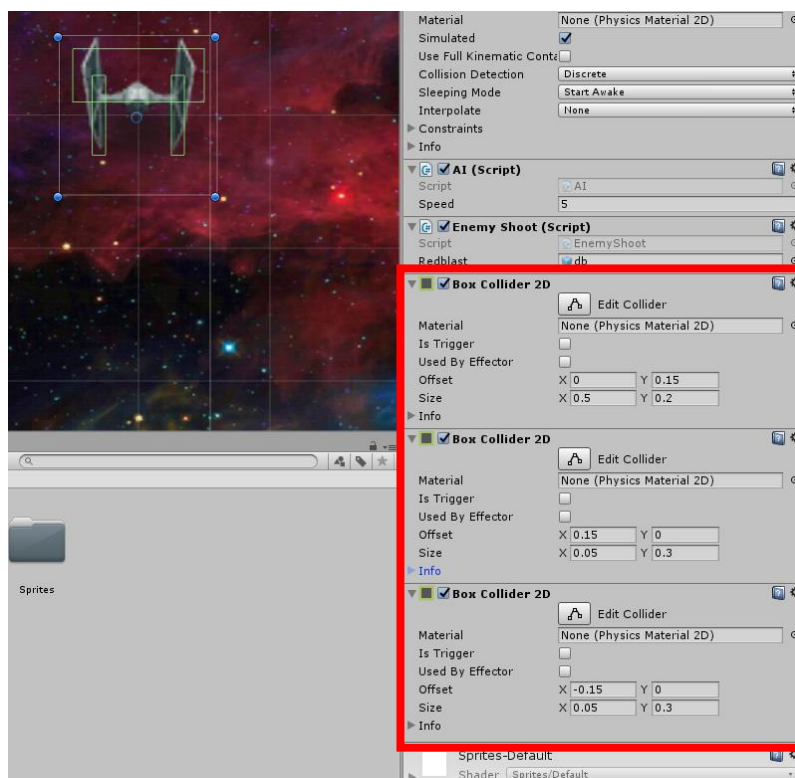 Material None (Physics Material 2D)
Simulated
Use Full Kinematic Conta
Collision Detection Discrete
Sleeping Mode Start Awake
Interpolate None
Constraints
Info
AI (Script)
Script AI
Speed 5
Enemy Shoot (Script)
Script EnemyShoot
Redblast db
Box Collider 2D
Edit Collider
Material None (Physics Material 2D)
Is Trigger
Used By Effector
Offset X 0 Y 0.15
Size X 0.5 Y 0.2
Info
Box Collider 2D
Edit Collider
Material None (Physics Material 2D)
Is Trigger
Used By Effector
Offset X 0.15 Y 0
Size X 0.05 Y 0.3
Info
Box Collider 2D
Edit Collider
Material None (Physics Material 2D)
Is Trigger
Used By Effector
Offset X -0.15 Y 0
Size X 0.05 Y 0.3
Info
Sprites-Default
Shader Sprites/Default
Sprites